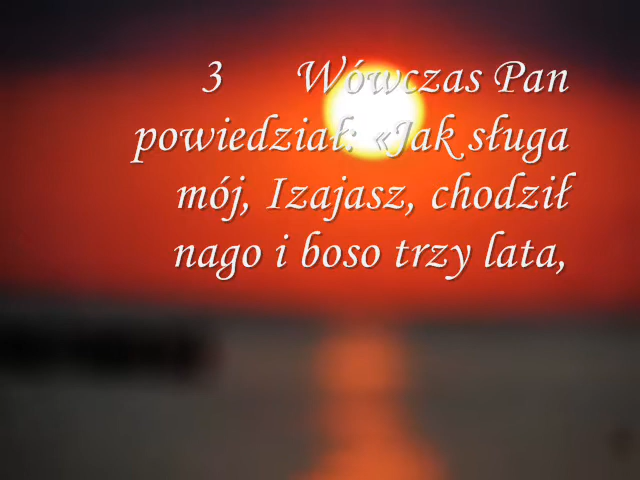 3 Wówczas Pan
powiedział: «Jak sługa
mój, Izajasz, chodził
nago i boso trzy lata,